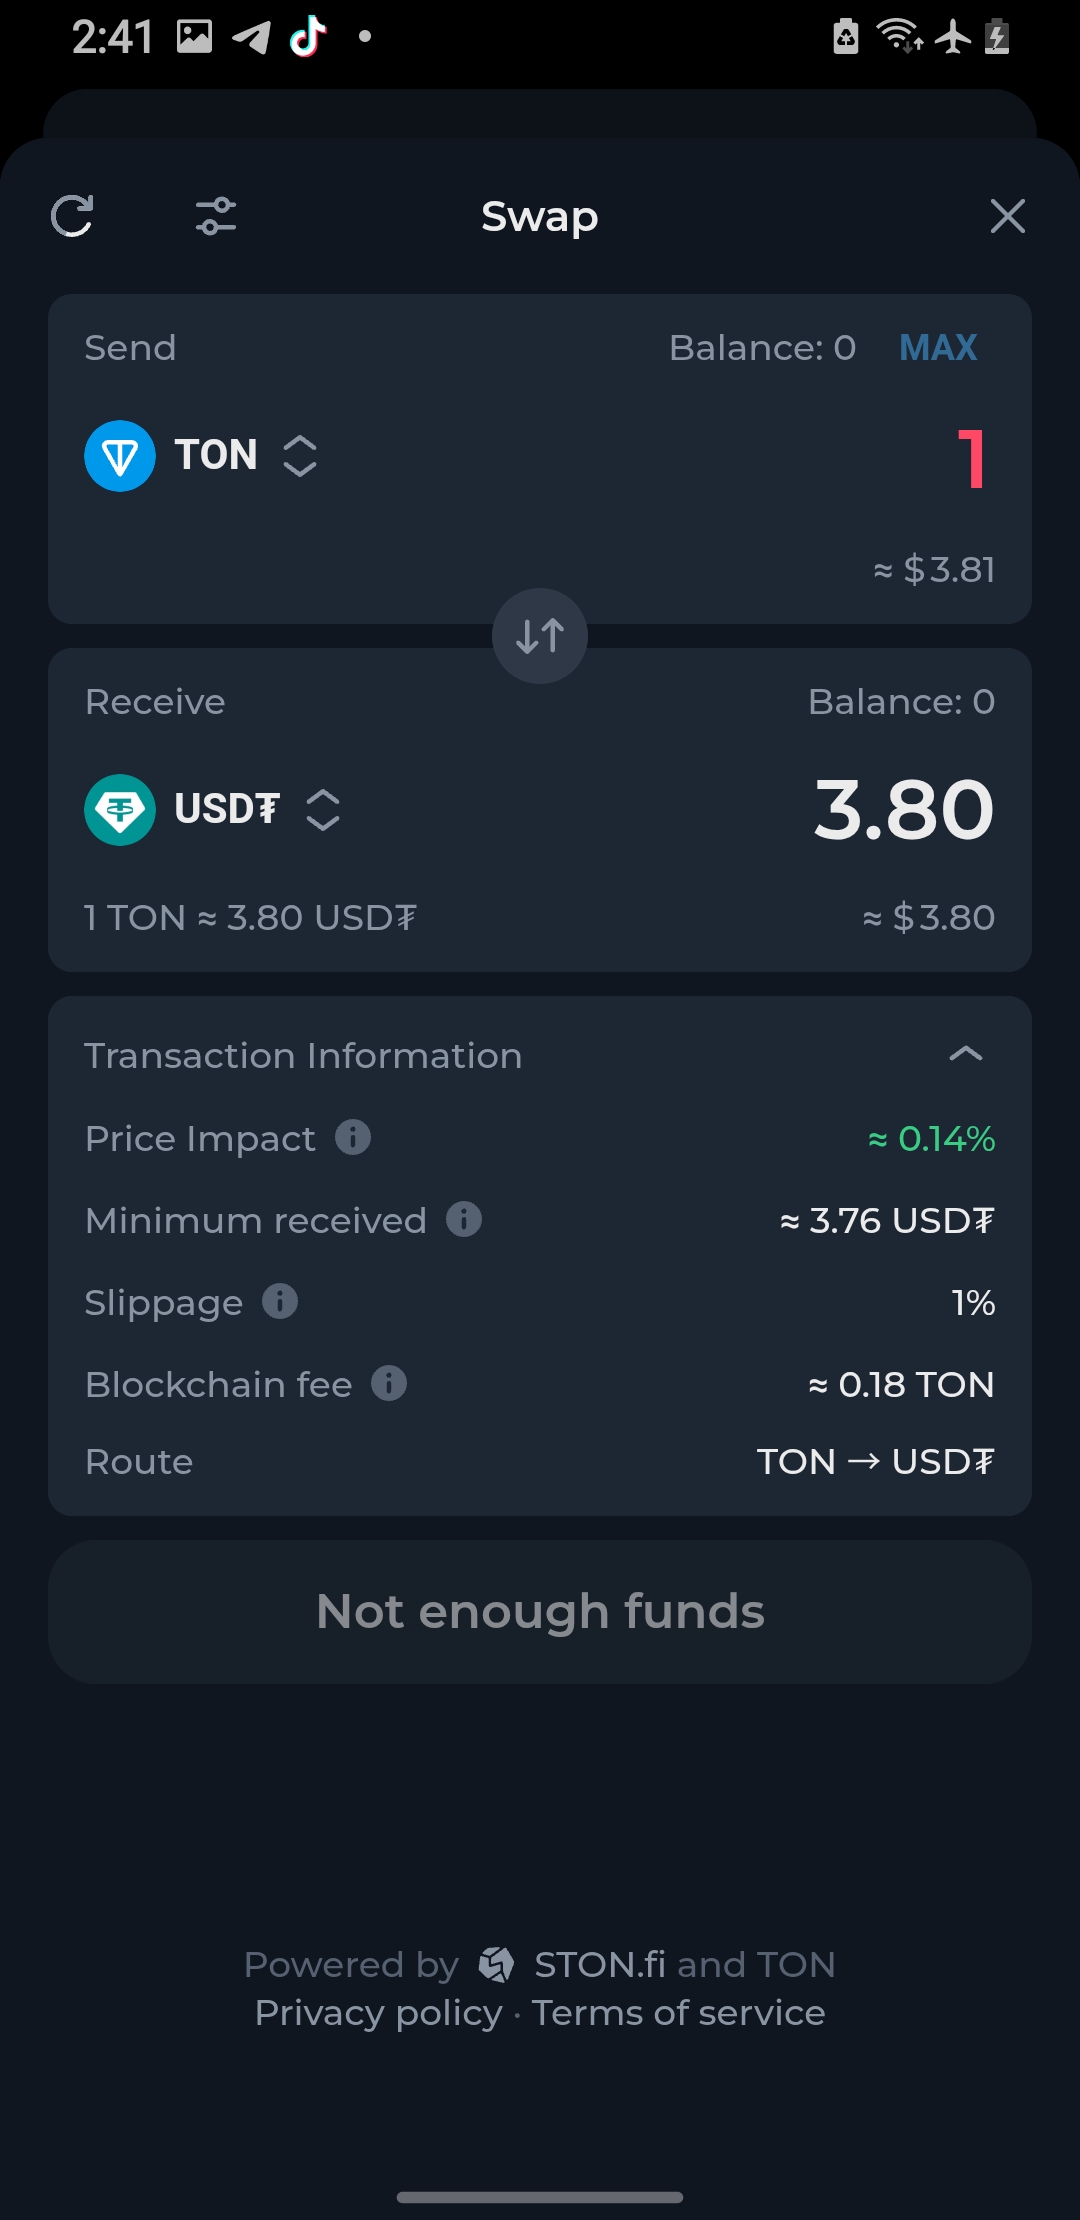 2:41
Swap
Send Balance: 0 MAX
TON 1
≈ $3.81
Receive Balance: 0
USD₮ 3.80
1 TON ≈ 3.80 USD₮ ≈ $3.80
Transaction Information
Price Impact ≈ 0.14%
Minimum received ≈ 3.76 USD₮
Slippage 1%
Blockchain fee ≈ 0.18 TON
Route TON → USD₮
Not enough funds
Powered by STON.fi and TON
Privacy policy · Terms of service